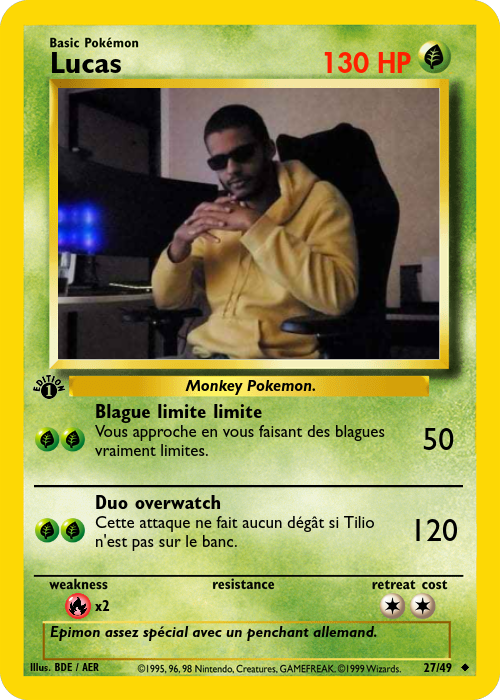 Basic Pokémon
Lucas
130 HP
Monkey Pokemon.
EDITION
1
Blague limite limite
Vous approche en vous faisant des blagues
vraiment limites.
50
Duo overwatch
Cette attaque ne fait aucun dégât si Tilio
n'est pas sur le banc.
120
weakness
resistance
retreat cost
x2
Epimon assez spécial avec un penchant allemand.
Illus. BDE / AER
©1995, 96, 98 Nintendo, Creatures, GAMEFREAK. ©1999 Wizards.
27/49